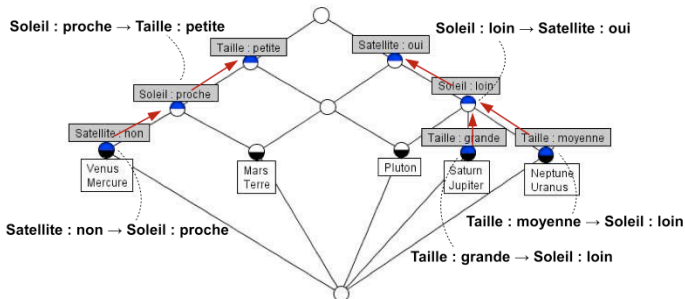 Soleil : proche → Taille : petite
Soleil : loin → Satellite : oui
Taille : petite
Satellite : oui
Soleil : proche
Soleil : loin
Satellite : non
Taille : grande
Taille : moyenne
Venus
Mercure
Mars
Terre
Pluton
Saturn
Jupiter
Neptune
Uranus
Satellite : non → Soleil : proche
Taille : moyenne → Soleil : loin
Taille : grande → Soleil : loin